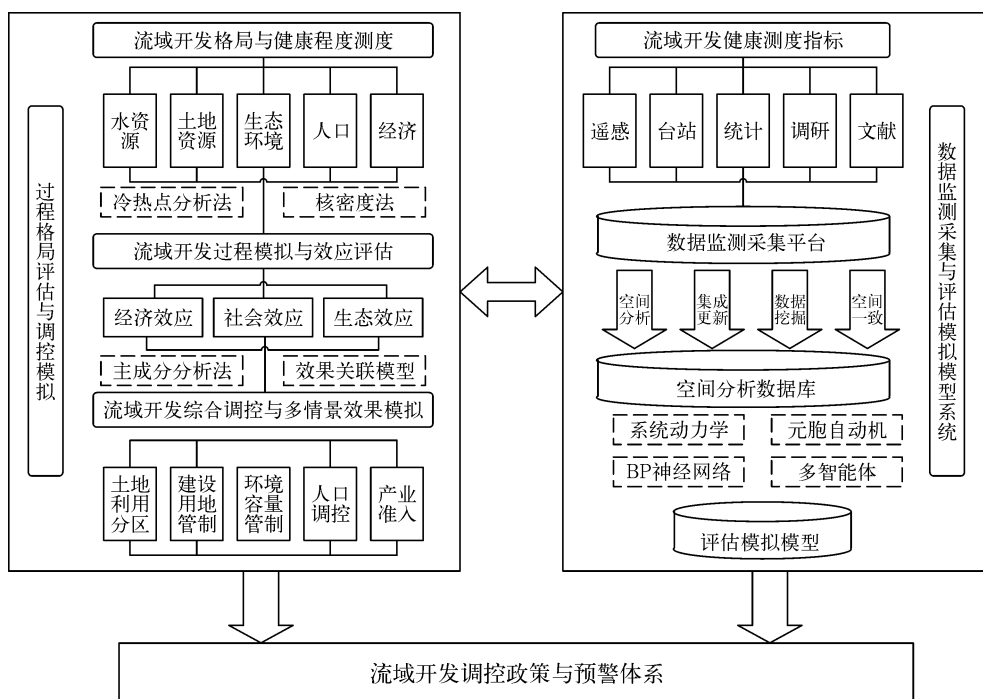 流域开发格局与健康程度测度
水资
源
土地
资源
生态
环境
人口
经济
冷热点分析法
核密度法
流域开发过程模拟与效应评估
经济效应
社会效应
生态效应
主成分分析法
效果关联模型
流域开发综合调控与多情景效果模拟
土地
利用
分区
建设
用地
管制
环境
容量
管制
人口
调控
产业
准入
过程格局评估与调控模拟
流域开发健康测度指标
遥感
台站
统计
调研
文献
数据监测采集平台
空间
分析
集成
更新
数据
挖掘
空间
一致
空间分析数据库
系统动力学
元胞自动机
BP神经网络
多智能体
评估模拟模型
数据监测采集与评估模拟模型系统
流域开发调控政策与预警体系